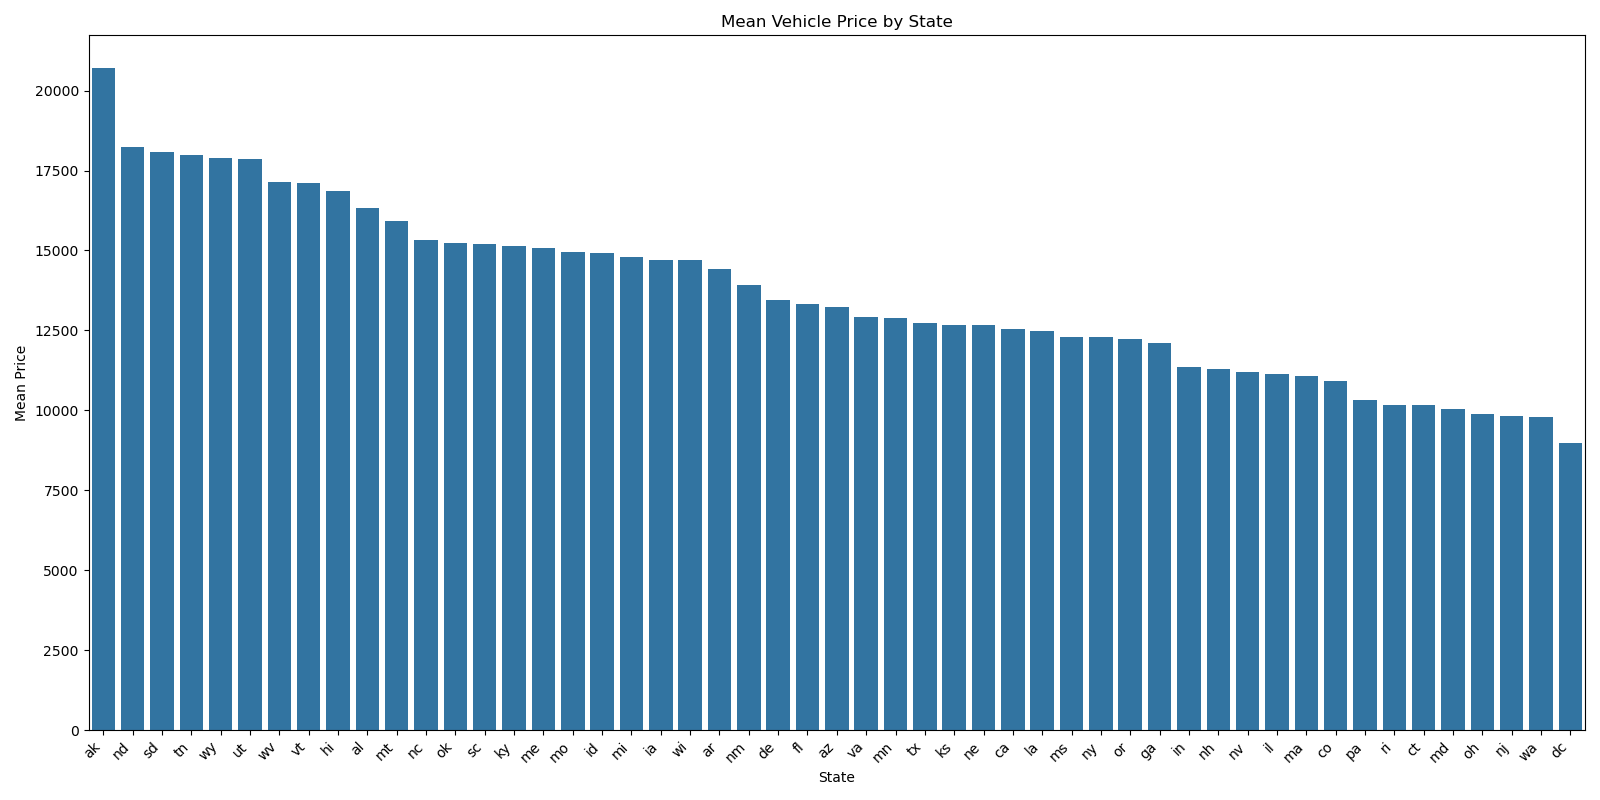 Mean Vehicle Price by State
Mean Price
20000
17500
15000
12500
10000
7500
5000
2500
0
ak nd sd tn wy ut wv vt hi al mt nc ok sc ky me mo id mi ia wi ar nm de fl az va mn tx ks ne ca la ms ny or ga in nh nv il ma co pa ri ct md oh nj wa dc
State